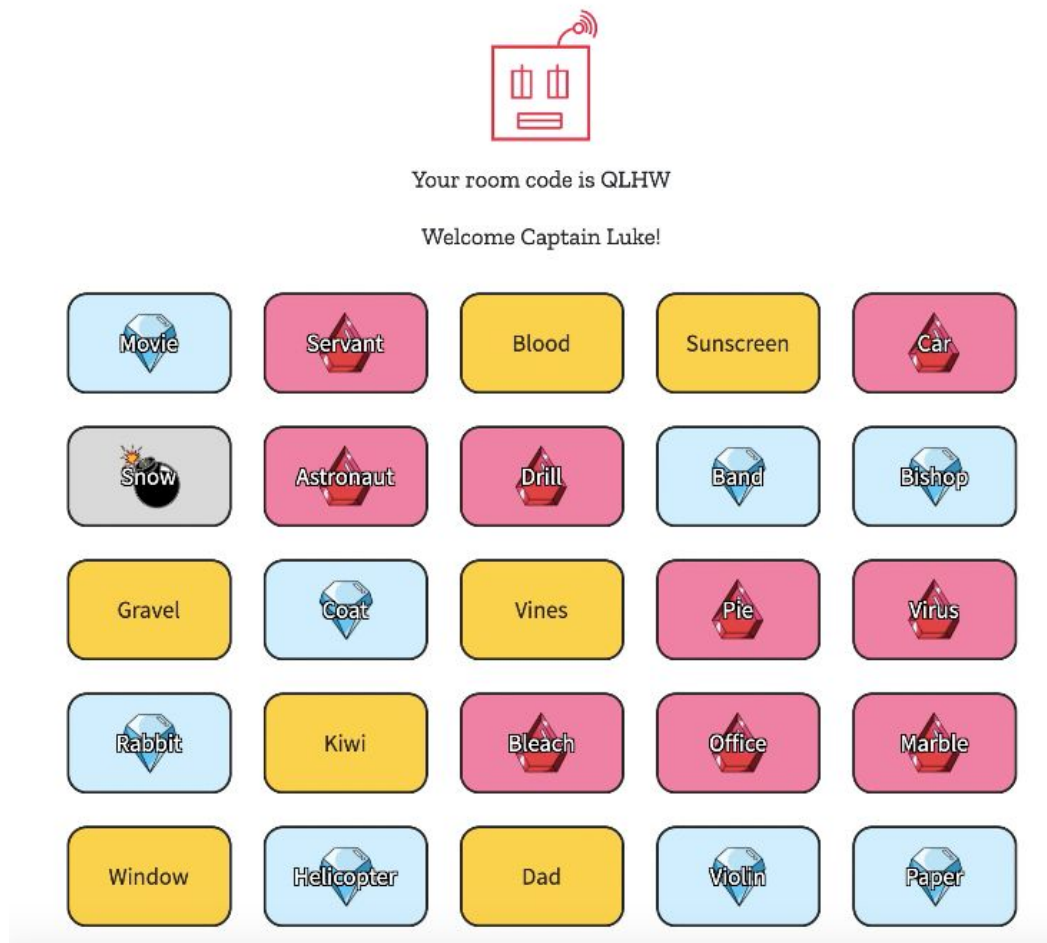 Your room code is QLHW
Welcome Captain Luke!
Movie Servant Blood Sunscreen Car
Snow Astronaut Drill Band Bishop
Gravel Coat Vines Pie Virus
Rabbit Kiwi Bleach Office Marble
Window Helicopter Dad Violin Paper